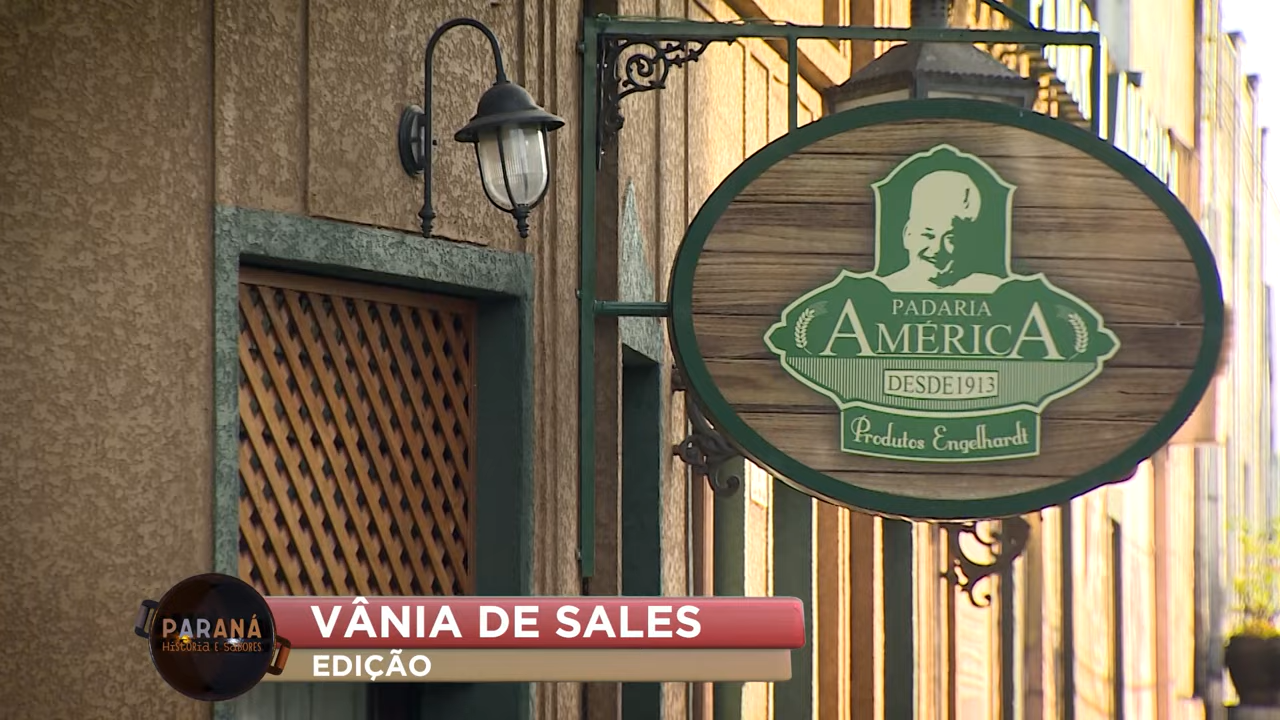 PADARIA
AMÉRICA
DESDE 1913
Produtos Engelhardt
PARANÁ
HISTÓRIA E SABORES
VÂNIA DE SALES
EDIÇÃO